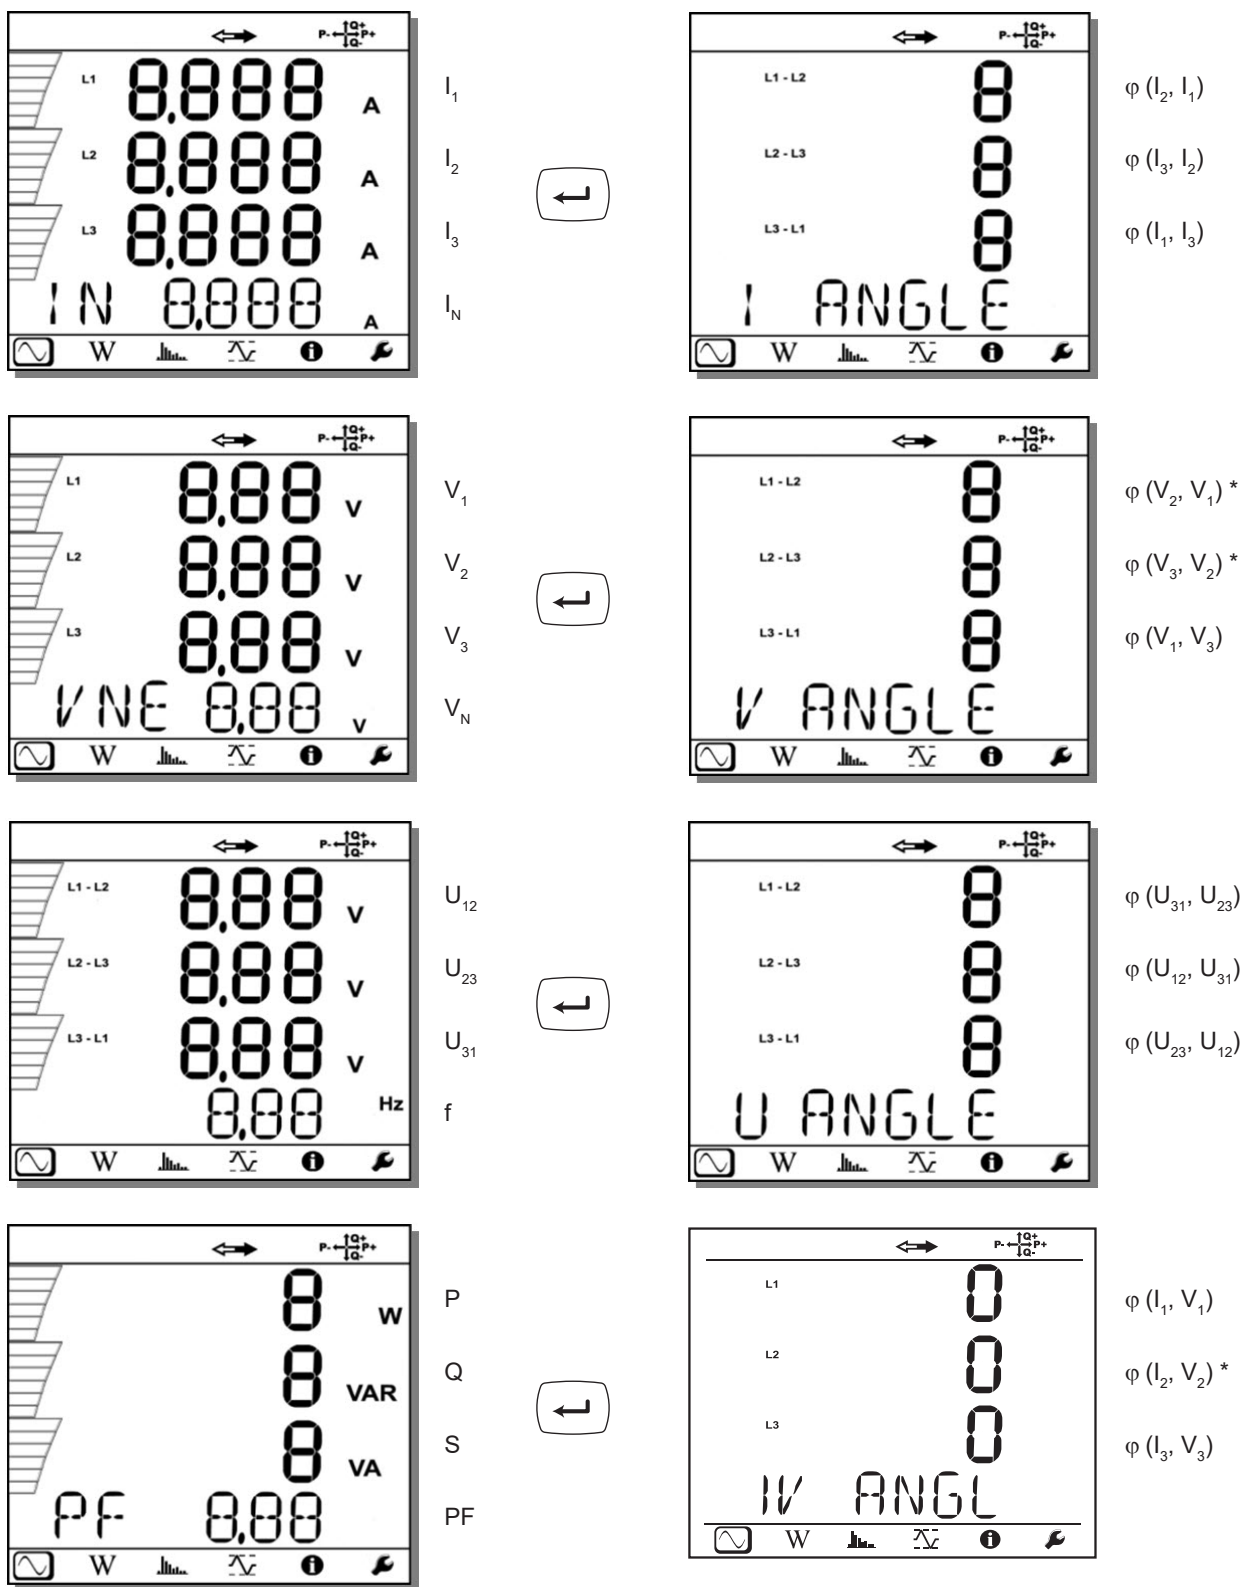 Q+
P- P+
Q-
L1 8.888 A I1
L2 8.888 A I2
L3 8.888 A I3
IN 8.888 A IN
W
Q+
P- P+
Q-
L1 - L2 8 φ (I2, I1)
L2 - L3 8 φ (I3, I2)
L3 - L1 8 φ (I1, I3)
I ANGLE
W
Q+
P- P+
Q-
L1 8.88 V V1
L2 8.88 V V2
L3 8.88 V V3
VNE 8.88 V VN
W
Q+
P- P+
Q-
L1 - L2 8 φ (V2, V1) *
L2 - L3 8 φ (V3, V2) *
L3 - L1 8 φ (V1, V3)
V ANGLE
W
Q+
P- P+
Q-
L1 - L2 8.88 V U12
L2 - L3 8.88 V U23
L3 - L1 8.88 V U31
8.88 Hz f
W
Q+
P- P+
Q-
L1 - L2 8 φ (U31, U23)
L2 - L3 8 φ (U12, U31)
L3 - L1 8 φ (U23, U12)
U ANGLE
W
Q+
P- P+
Q-
8 W P
8 VAR Q
8 VA S
PF 8.88 PF
W
Q+
P- P+
Q-
L1 0 φ (I1, V1)
L2 0 φ (I2, V2) *
L3 0 φ (I3, V3)
IV ANGL
W